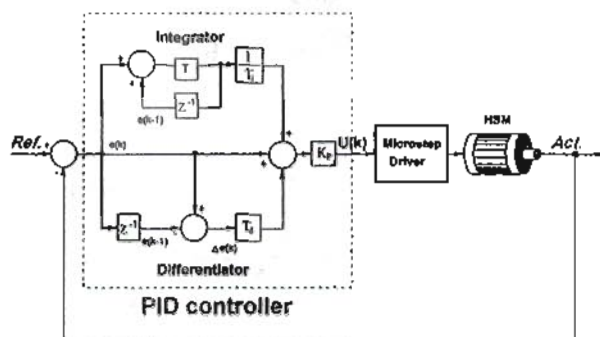 Integrator
T
1
Ti
e(k-1)
Z-1
HSM
Ref.
e(k)
Kp
U(k)
Microstep
Driver
Act.
Z-1
e(k-1)
Δe(k)
Td
Differentiator
PID controller